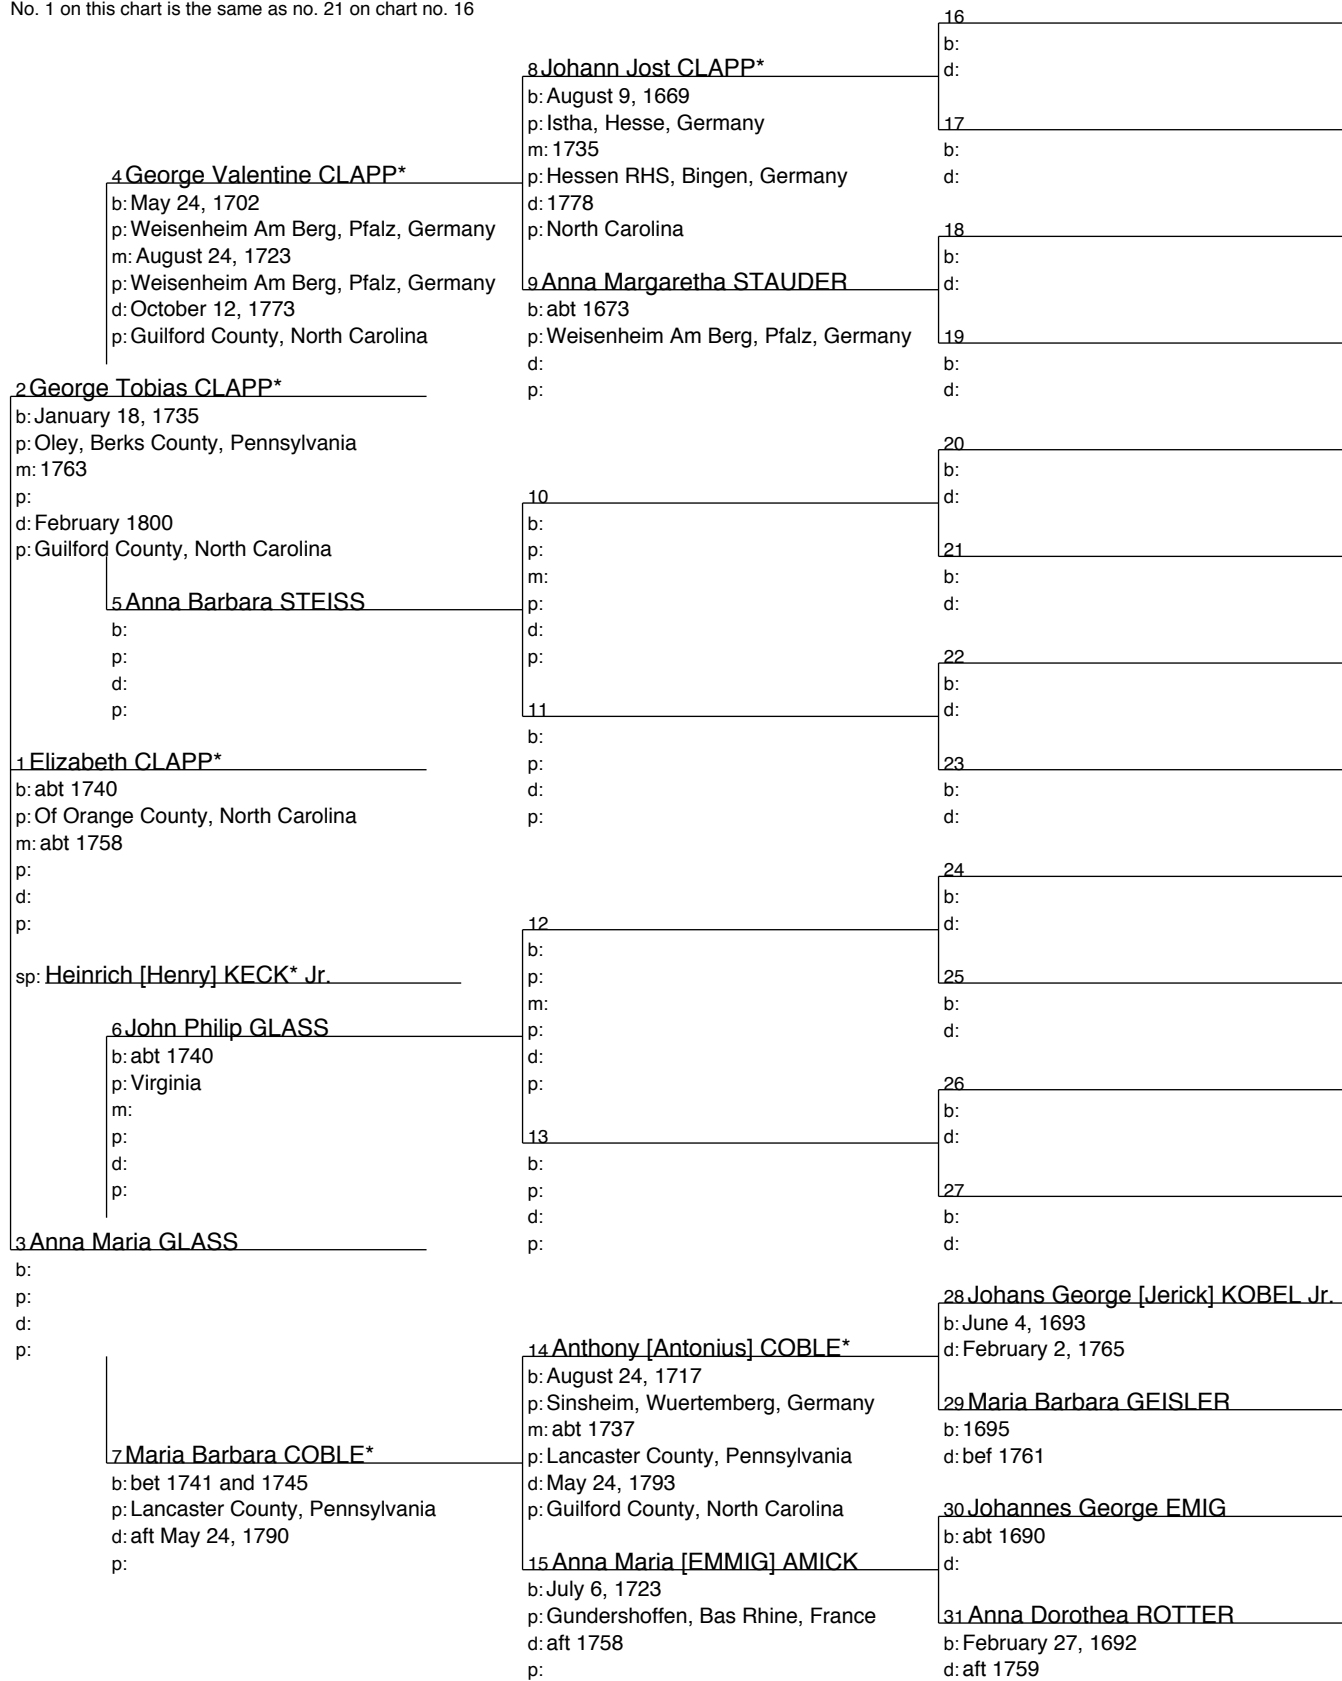 No. 1 on this chart is the same as no. 21 on chart no. 16
1 Elizabeth CLAPP*
b: abt 1740
p: Of Orange County, North Carolina
m: abt 1758
p:
d:
p:
sp: Heinrich [Henry] KECK* Jr.
2 George Tobias CLAPP*
b: January 18, 1735
p: Oley, Berks County, Pennsylvania
m: 1763
p:
d: February 1800
p: Guilford County, North Carolina
3 Anna Maria GLASS
b:
p:
d:
p:
4 George Valentine CLAPP*
b: May 24, 1702
p: Weisenheim Am Berg, Pfalz, Germany
m: August 24, 1723
p: Weisenheim Am Berg, Pfalz, Germany
d: October 12, 1773
p: Guilford County, North Carolina
5 Anna Barbara STEISS
b:
p:
d:
p:
6 John Philip GLASS
b: abt 1740
p: Virginia
m:
p:
d:
p:
7 Maria Barbara COBLE*
b: bet 1741 and 1745
p: Lancaster County, Pennsylvania
d: aft May 24, 1790
p:
8 Johann Jost CLAPP*
b: August 9, 1669
p: Istha, Hesse, Germany
m: 1735
p: Hessen RHS, Bingen, Germany
d: 1778
p: North Carolina
9 Anna Margaretha STAUDER
b: abt 1673
p: Weisenheim Am Berg, Pfalz, Germany
d:
p:
10
b:
p:
m:
p:
d:
p:
11
b:
p:
d:
p:
12
b:
p:
m:
p:
d:
p:
13
b:
p:
d:
p:
14 Anthony [Antonius] COBLE*
b: August 24, 1717
p: Sinsheim, Wuertemberg, Germany
m: abt 1737
p: Lancaster County, Pennsylvania
d: May 24, 1793
p: Guilford County, North Carolina
15 Anna Maria [EMMIG] AMICK
b: July 6, 1723
p: Gundershoffen, Bas Rhine, France
d: aft 1758
p:
16
b:
d:
17
b:
d:
18
b:
d:
19
b:
d:
20
b:
d:
21
b:
d:
22
b:
d:
23
b:
d:
24
b:
d:
25
b:
d:
26
b:
d:
27
b:
d:
28 Johans George [Jerick] KOBEL Jr.
b: June 4, 1693
d: February 2, 1765
29 Maria Barbara GEISLER
b: 1695
d: bef 1761
30 Johannes George EMIG
b: abt 1690
d:
31 Anna Dorothea ROTTER
b: February 27, 1692
d: aft 1759